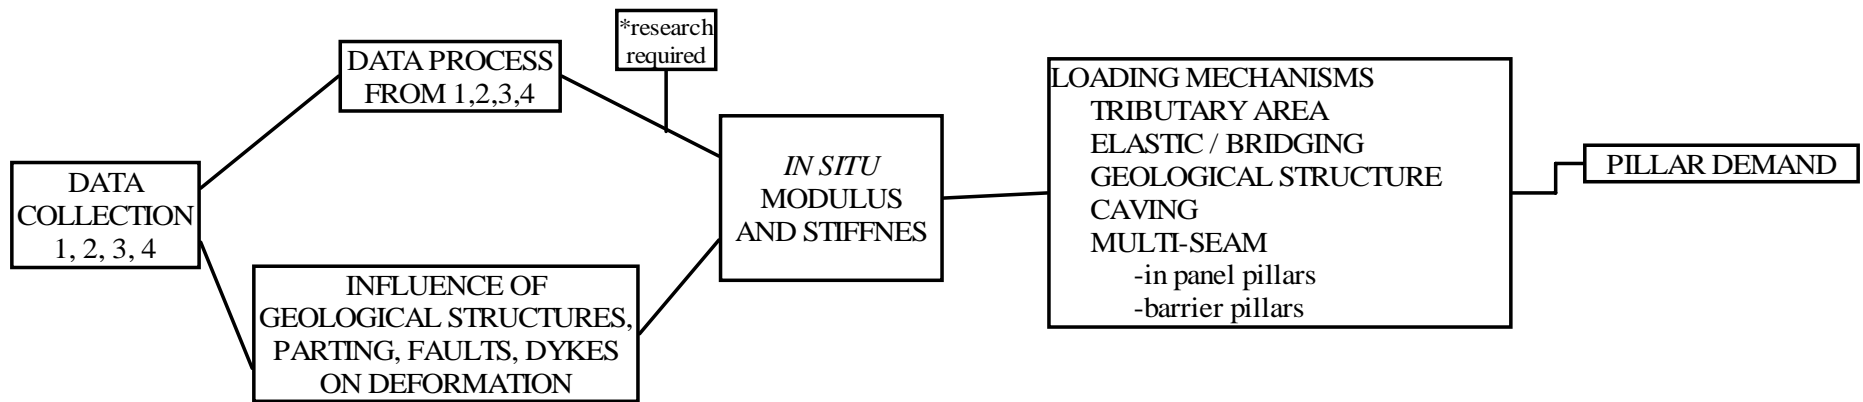 DATA
COLLECTION
1, 2, 3, 4
DATA PROCESS
FROM 1,2,3,4
INFLUENCE OF
GEOLOGICAL STRUCTURES,
PARTING, FAULTS, DYKES
ON DEFORMATION
*research
required
IN SITU
MODULUS
AND STIFFNES
LOADING MECHANISMS
TRIBUTARY AREA
ELASTIC / BRIDGING
GEOLOGICAL STRUCTURE
CAVING
MULTI-SEAM
-in panel pillars
-barrier pillars
PILLAR DEMAND